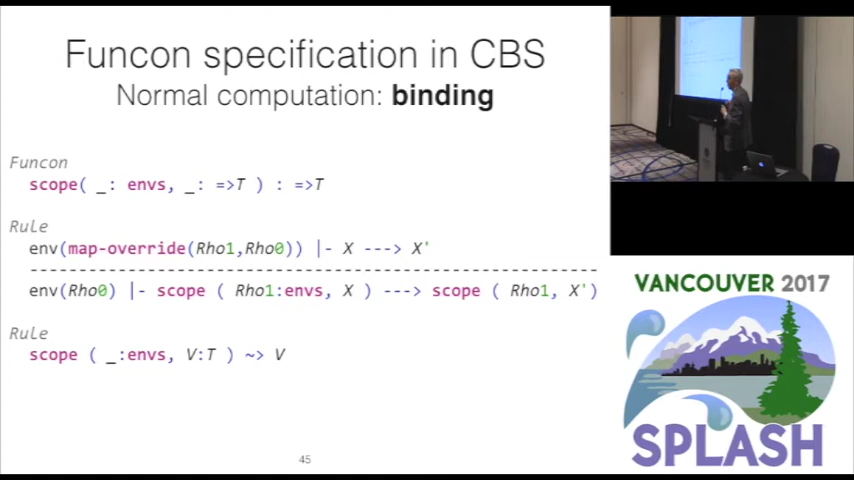 Funcon specification in CBS
Normal computation: binding
Funcon
scope( _: envs, _: =>T ) : =>T
Rule
env(map-override(Rho1,Rho0)) |- X ---> X'
-------------------------------------------------------
env(Rho0) |- scope ( Rho1:envs, X ) ---> scope ( Rho1, X')
Rule
scope ( _:envs, V:T ) ~> V
45
VANCOUVER 2017
SPLASH